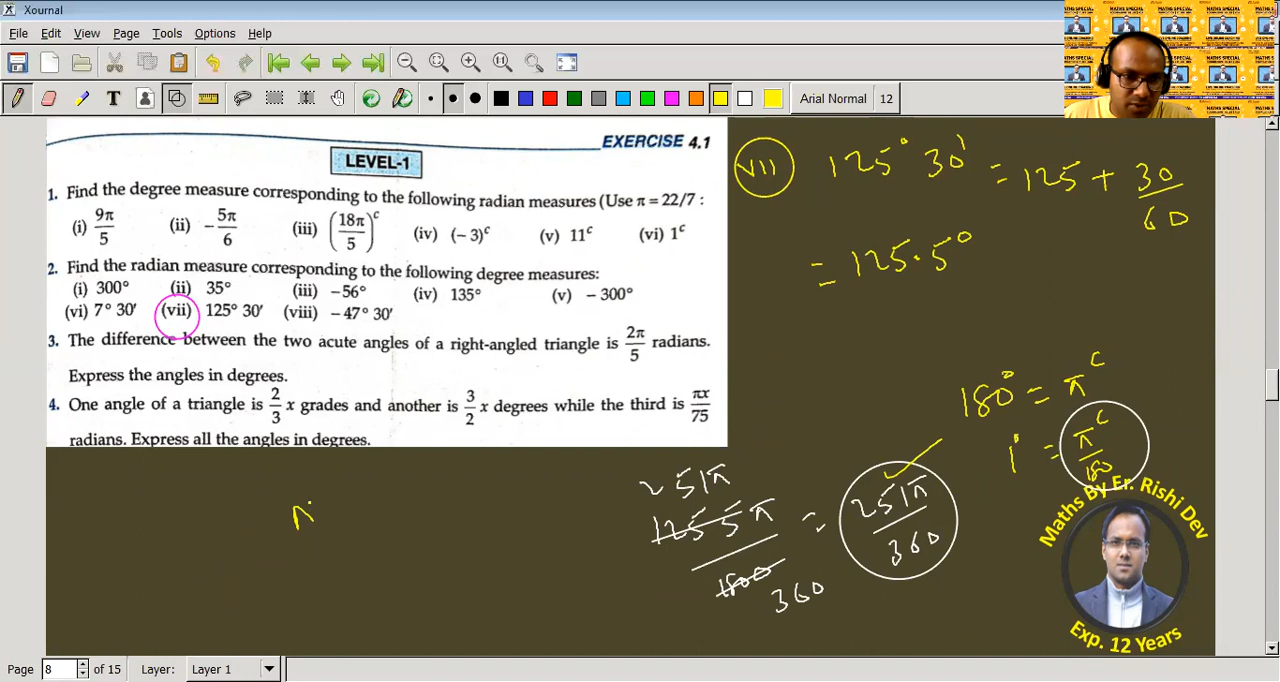 Xournal
File Edit View Page Tools Options Help
Arial Normal 12
EXERCISE 4.1
LEVEL-1
1. Find the degree measure corresponding to the following radian measures (Use π = 22/7 :
(i) 9π/5 (ii) −5π/6 (iii) (18π/5)^c (iv) (− 3)^c (v) 11^c (vi) 1^c
2. Find the radian measure corresponding to the following degree measures:
(i) 300° (ii) 35° (iii) −56° (iv) 135° (v) − 300°
(vi) 7° 30′ (vii) 125° 30′ (viii) − 47° 30′
3. The difference between the two acute angles of a right-angled triangle is 2π/5 radians.
Express the angles in degrees.
4. One angle of a triangle is 2/3 x grades and another is 3/2 x degrees while the third is πx/75
radians. Express all the angles in degrees.
VII 125° 30′ = 125 + 30/60
= 125.5°
180° = π^c
1° = π^c/180
251π
1255π/1800 = 251π/360
360
Maths By Er. Rishi Dev
Exp. 12 Years
Page 8 of 15 Layer: Layer 1